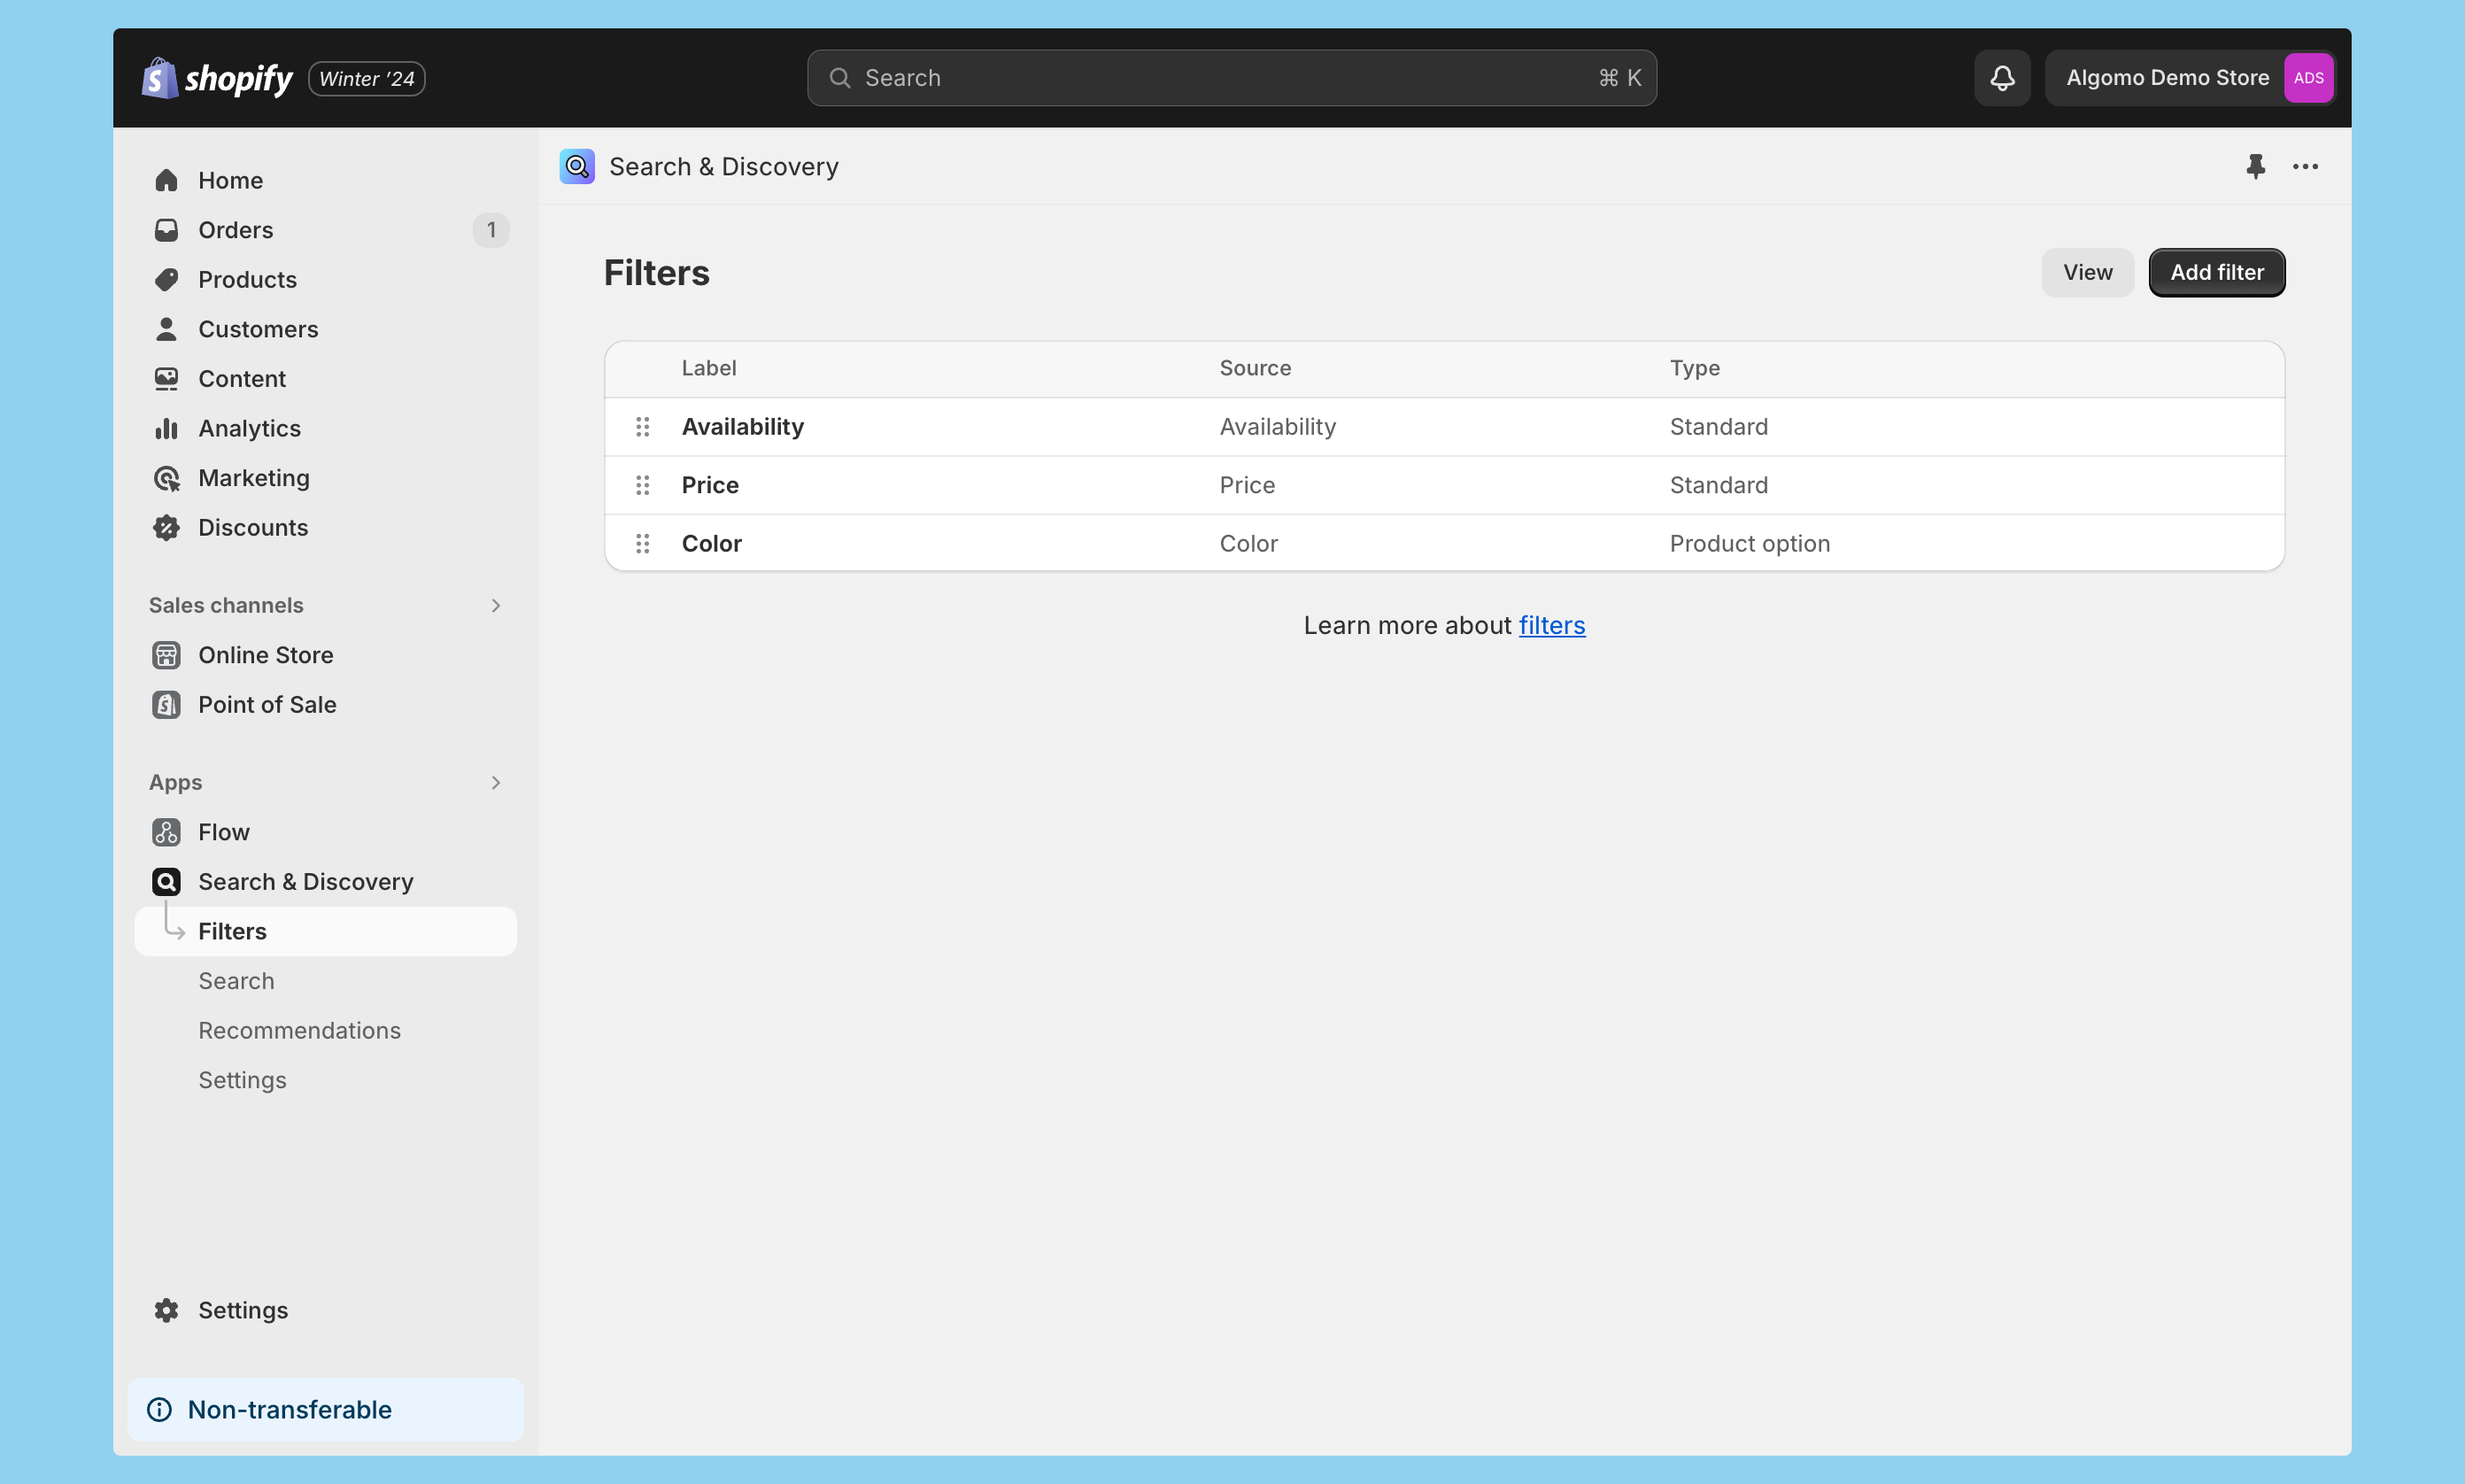 shopify Winter '24
Search ⌘ K
Algomo Demo Store ADS
Home
Orders 1
Products
Customers
Content
Analytics
Marketing
Discounts
Sales channels
Online Store
Point of Sale
Apps
Flow
Search & Discovery
Filters
Search
Recommendations
Settings
Settings
Non-transferable
Search & Discovery
Filters
View Add filter
Label Source Type
Availability Availability Standard
Price Price Standard
Color Color Product option
Learn more about filters